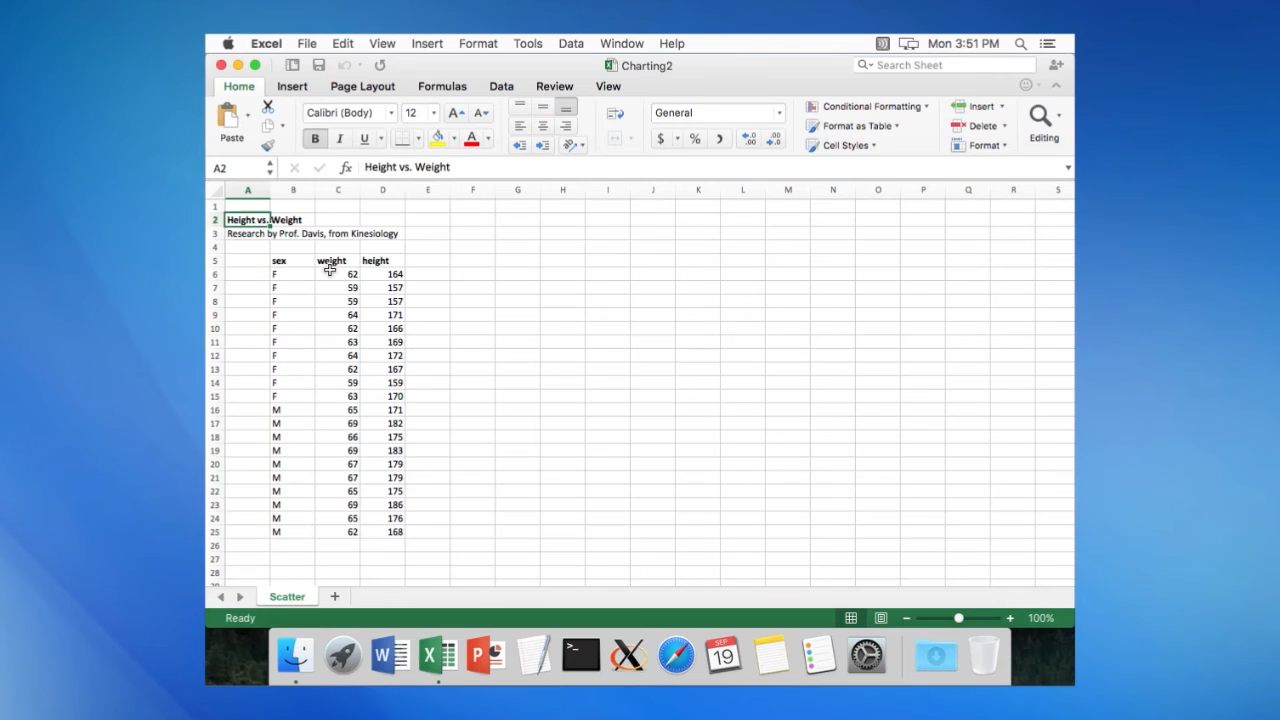 Excel File Edit View Insert Format Tools Data Window Help Mon 3:51 PM
Charting2 Search Sheet
Home Insert Page Layout Formulas Data Review View
Paste Calibri (Body) 12 General Conditional Formatting Insert
B I U A $ % Format as Table Delete Editing
Cell Styles Format
A2 fx Height vs. Weight
A B C D E F G H I J K L M N O P Q R S
1
2 Height vs. Weight
3 Research by Prof. Davis, from Kinesiology
4
5 sex weight height
6 F 62 164
7 F 59 157
8 F 59 157
9 F 64 171
10 F 62 166
11 F 63 169
12 F 64 172
13 F 62 167
14 F 59 159
15 F 63 170
16 M 65 171
17 M 69 182
18 M 66 175
19 M 69 183
20 M 67 179
21 M 67 179
22 M 65 175
23 M 69 186
24 M 65 176
25 M 62 168
26
27
28
Scatter
Ready 100%
W X P >_ X SEP 19